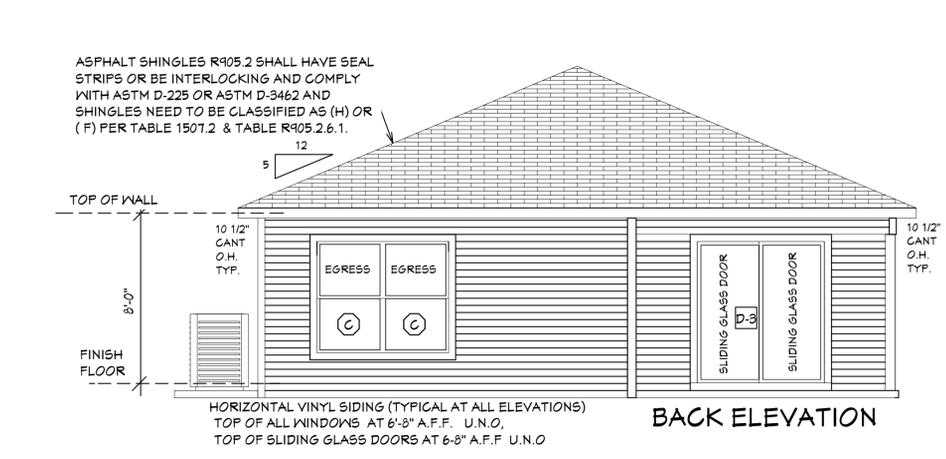 ASPHALT SHINGLES R905.2 SHALL HAVE SEAL
STRIPS OR BE INTERLOCKING AND COMPLY
WITH ASTM D-225 OR ASTM D-3462 AND
SHINGLES NEED TO BE CLASSIFIED AS (H) OR
( F) PER TABLE 1507.2 & TABLE R905.2.6.1.
12
5
TOP OF WALL
10 1/2"
CANT
O.H.
TYP.
10 1/2"
CANT
O.H.
TYP.
EGRESS
EGRESS
C
C
SLIDING GLASS DOOR
D-3
SLIDING GLASS DOOR
8'-0"
FINISH
FLOOR
HORIZONTAL VINYL SIDING (TYPICAL AT ALL ELEVATIONS)
TOP OF ALL WINDOWS AT 6'-8" A.F.F. U.N.O,
TOP OF SLIDING GLASS DOORS AT 6-8" A.F.F U.N.O
BACK ELEVATION